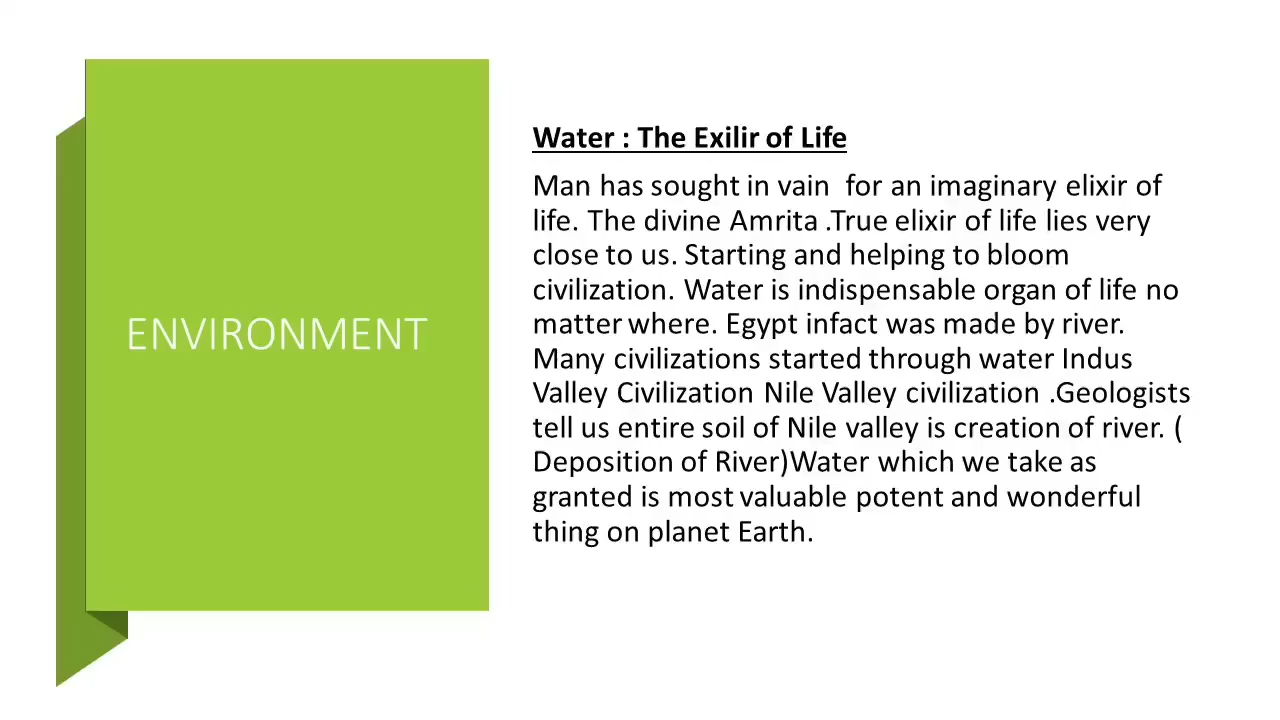 ENVIRONMENT
Water : The Exilir of Life
Man has sought in vain  for an imaginary elixir of
life. The divine Amrita .True elixir of life lies very
close to us. Starting and helping to bloom
civilization. Water is indispensable organ of life no
matter where. Egypt infact was made by river.
Many civilizations started through water Indus
Valley Civilization Nile Valley civilization .Geologists
tell us entire soil of Nile valley is creation of river. (
Deposition of River)Water which we take as
granted is most valuable potent and wonderful
thing on planet Earth.